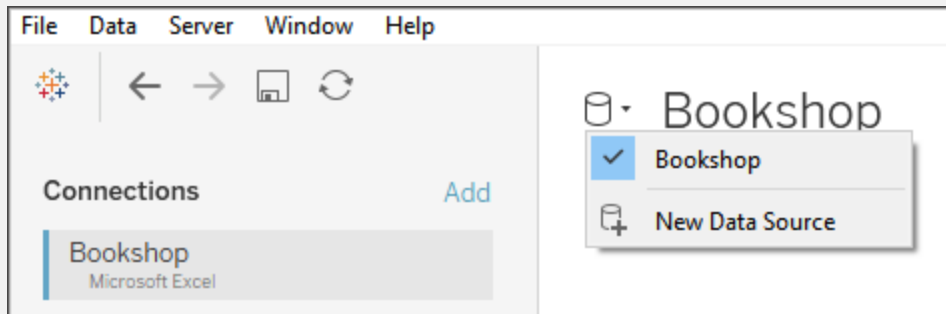 File Data Server Window Help
Bookshop
Bookshop
Connections Add
New Data Source
Bookshop
Microsoft Excel